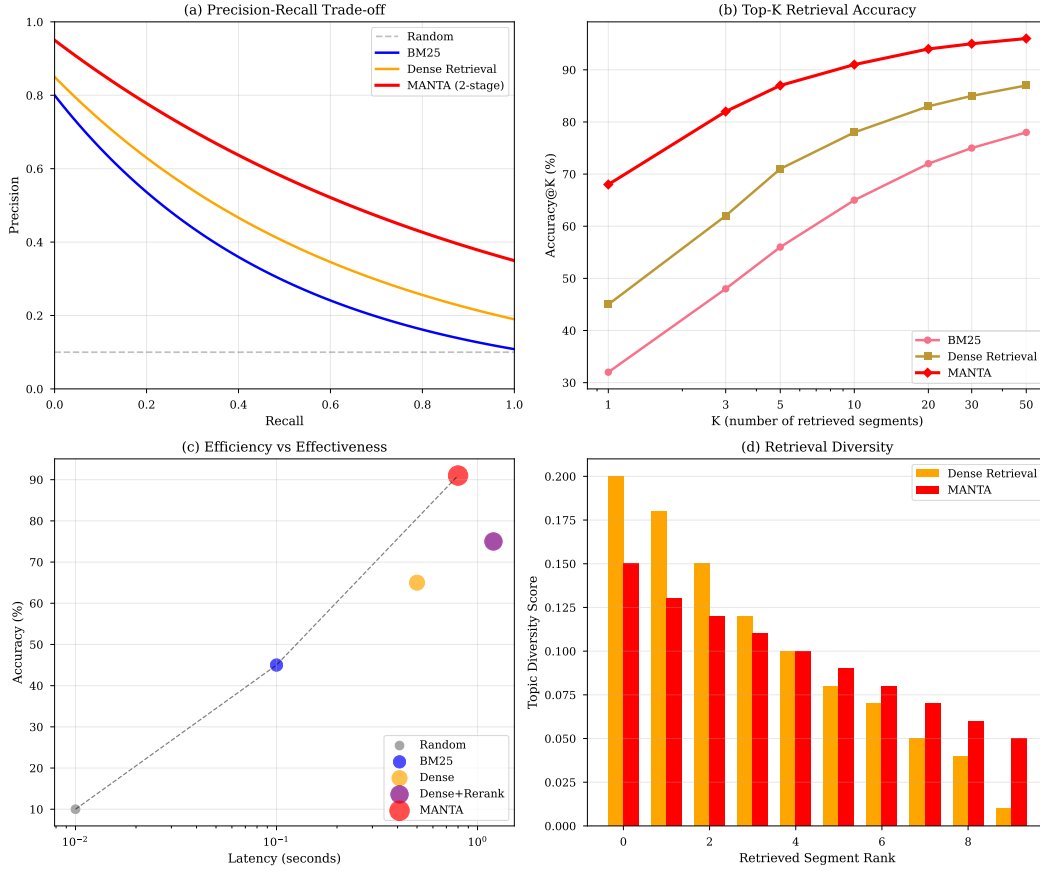 (a) Precision-Recall Trade-off
1.0
0.8
0.6
0.4
0.2
0.0
Precision
0.0 0.2 0.4 0.6 0.8 1.0
Recall
Random
BM25
Dense Retrieval
MANTA (2-stage)
(b) Top-K Retrieval Accuracy
90
80
70
60
50
40
30
Accuracy@K (%)
1 3 5 10 20 30 50
K (number of retrieved segments)
BM25
Dense Retrieval
MANTA
(c) Efficiency vs Effectiveness
90
80
70
60
50
40
30
20
10
Accuracy (%)
10⁻² 10⁻¹ 10⁰
Latency (seconds)
Random
BM25
Dense
Dense+Rerank
MANTA
(d) Retrieval Diversity
0.200
0.175
0.150
0.125
0.100
0.075
0.050
0.025
0.000
Topic Diversity Score
0 2 4 6 8
Retrieved Segment Rank
Dense Retrieval
MANTA